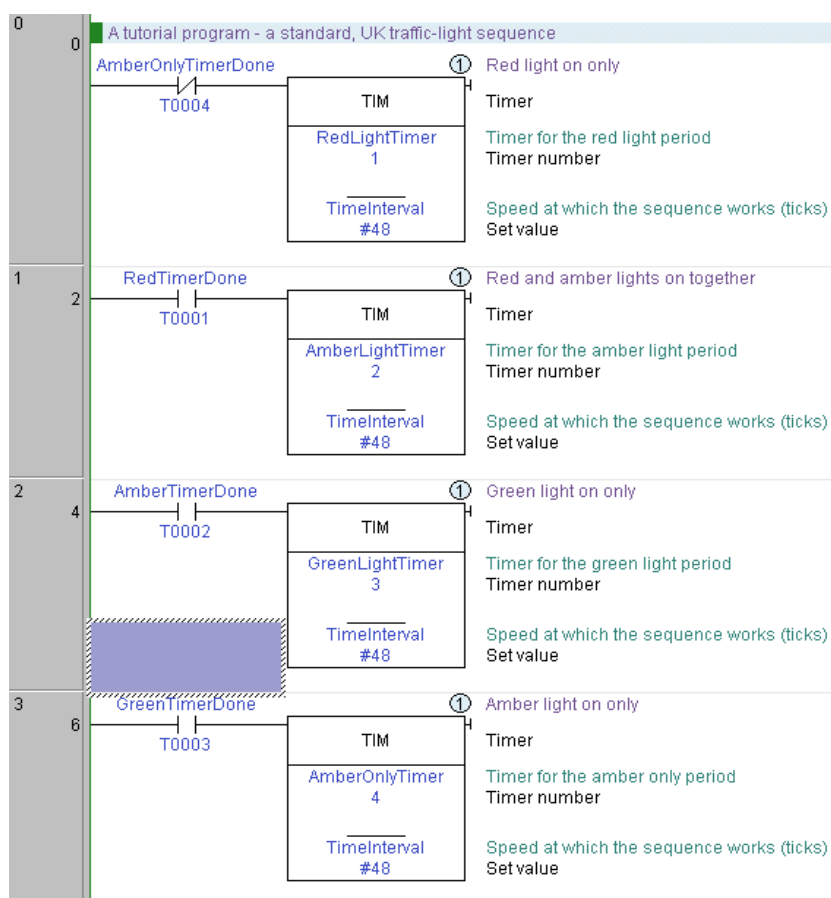 0
0
A tutorial program - a standard, UK traffic-light sequence
AmberOnlyTimerDone
1
Red light on only
T0004
TIM
Timer
RedLightTimer
Timer for the red light period
1
Timer number
TimeInterval
Speed at which the sequence works (ticks)
#48
Set value
1
RedTimerDone
1
Red and amber lights on together
2
T0001
TIM
Timer
AmberLightTimer
Timer for the amber light period
2
Timer number
TimeInterval
Speed at which the sequence works (ticks)
#48
Set value
2
AmberTimerDone
1
Green light on only
4
T0002
TIM
Timer
GreenLightTimer
Timer for the green light period
3
Timer number
TimeInterval
Speed at which the sequence works (ticks)
#48
Set value
3
GreenTimerDone
1
Amber light on only
6
T0003
TIM
Timer
AmberOnlyTimer
Timer for the amber only period
4
Timer number
TimeInterval
Speed at which the sequence works (ticks)
#48
Set value